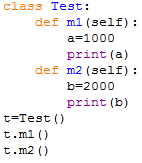 class Test:
    def m1(self):
        a=1000
        print(a)
    def m2(self):
        b=2000
        print(b)
t=Test()
t.m1()
t.m2()